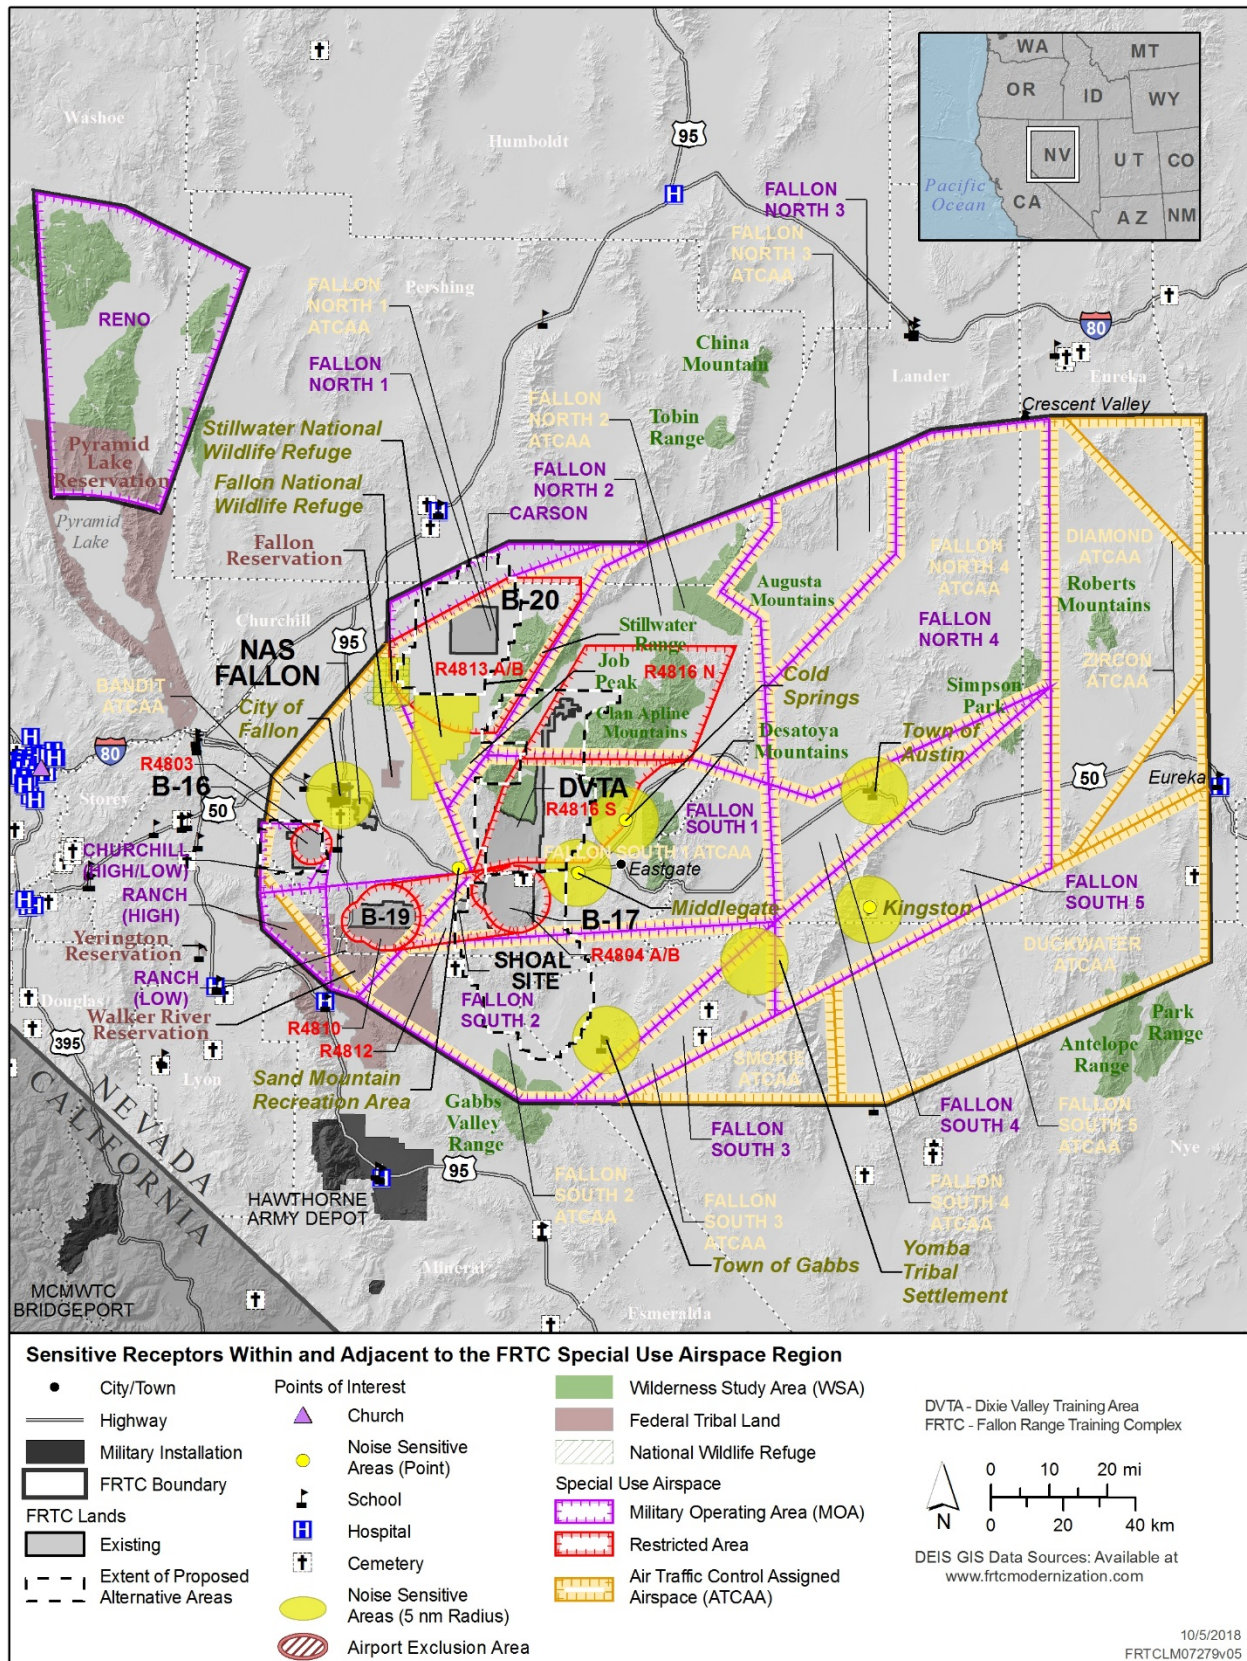 WA
MT
OR
ID
WY
NV
UT
CO
CA
AZ
NM
Pacific
Ocean
Washoe
Humboldt
95
FALLON
NORTH 3
FALLON
NORTH 3
ATCAA
RENO
FALLON
NORTH 1
ATCAA
Pershing
FALLON
NORTH 1
80
China
Mountain
Lander
Eureka
Crescent Valley
FALLON
NORTH 2
ATCAA
Tobin
Range
Stillwater National
Wildlife Refuge
Pyramid
Lake
Reservation
FALLON
NORTH 2
Fallon National
Wildlife Refuge
CARSON
Pyramid
Lake
Fallon
Reservation
DIAMOND
ATCAA
FALLON
NORTH 4
ATCAA
Augusta
Mountains
Roberts
Mountains
B-20
Churchill
95
NAS
FALLON
Stillwater
Range
FALLON
NORTH 4
R4813 A/B
Job
Peak
R4816 N
Cold
Springs
ZIRCON
ATCAA
BANDIT
ATCAA
City of
Fallon
Simpson
Park
Clan Apline
Mountains
Desatoya
Mountains
Town of
Austin
80
R4803
B-16
50
DVTA
50
Eureka
Storey
R4816 S
FALLON
SOUTH 1
CHURCHILL
(HIGH/LOW)
FALLON SOUTH 1 ATCAA
Eastgate
RANCH
(HIGH)
FALLON
SOUTH 5
B-19
B-17
Middlegate
Kingston
Yerington
Reservation
SHOAL
SITE
R4804 A/B
DUCKWATER
ATCAA
RANCH
(LOW)
Douglas
FALLON
SOUTH 2
Walker River
Reservation
R4810
Park
Range
395
R4812
Antelope
Range
SMOKIE
ATCAA
Lyon
Sand Mountain
Recreation Area
Gabbs
Valley
Range
NEVADA
CALIFORNIA
FALLON
SOUTH 3
FALLON
SOUTH 4
FALLON
SOUTH 5
ATCAA
Nye
95
HAWTHORNE
ARMY DEPOT
FALLON
SOUTH 2
ATCAA
FALLON
SOUTH 3
ATCAA
FALLON
SOUTH 4
ATCAA
Town of Gabbs
Yomba
Tribal
Settlement
Mineral
MCMWTC
BRIDGEPORT
Esmeralda
Sensitive Receptors Within and Adjacent to the FRTC Special Use Airspace Region
City/Town
Highway
Military Installation
FRTC Boundary
FRTC Lands
Existing
Extent of Proposed
Alternative Areas
Points of Interest
Church
Noise Sensitive
Areas (Point)
School
H Hospital
Cemetery
Noise Sensitive
Areas (5 nm Radius)
Airport Exclusion Area
Wilderness Study Area (WSA)
Federal Tribal Land
National Wildlife Refuge
Special Use Airspace
Military Operating Area (MOA)
Restricted Area
Air Traffic Control Assigned
Airspace (ATCAA)
DVTA - Dixie Valley Training Area
FRTC - Fallon Range Training Complex
N
0 10 20 mi
0 20 40 km
DEIS GIS Data Sources: Available at
www.frtcmodernization.com
10/5/2018
FRTCLM07279v05